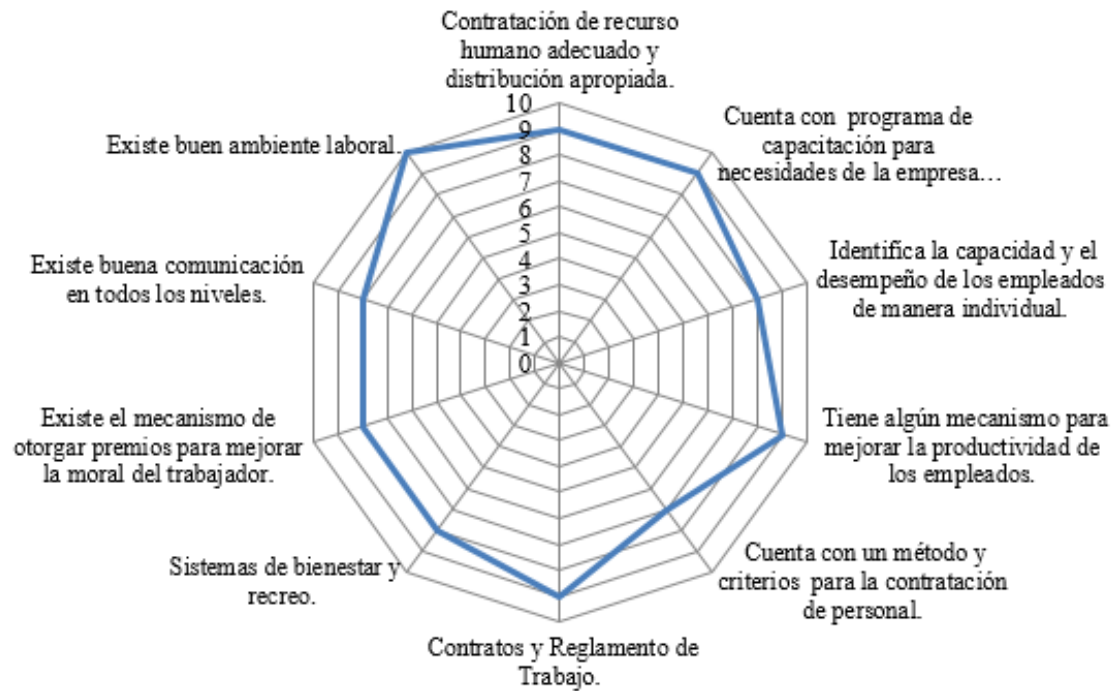 Contratación de recurso
humano adecuado y
distribución apropiada.
Cuenta con programa de
capacitación para
necesidades de la empresa…
Identifica la capacidad y el
desempeño de los empleados
de manera individual.
Tiene algún mecanismo para
mejorar la productividad de
los empleados.
Cuenta con un método y
criterios para la contratación
de personal.
Contratos y Reglamento de
Trabajo.
Sistemas de bienestar y
recreo.
Existe el mecanismo de
otorgar premios para mejorar
la moral del trabajador.
Existe buena comunicación
en todos los niveles.
Existe buen ambiente laboral.
10
9
8
7
6
5
4
3
2
1
0